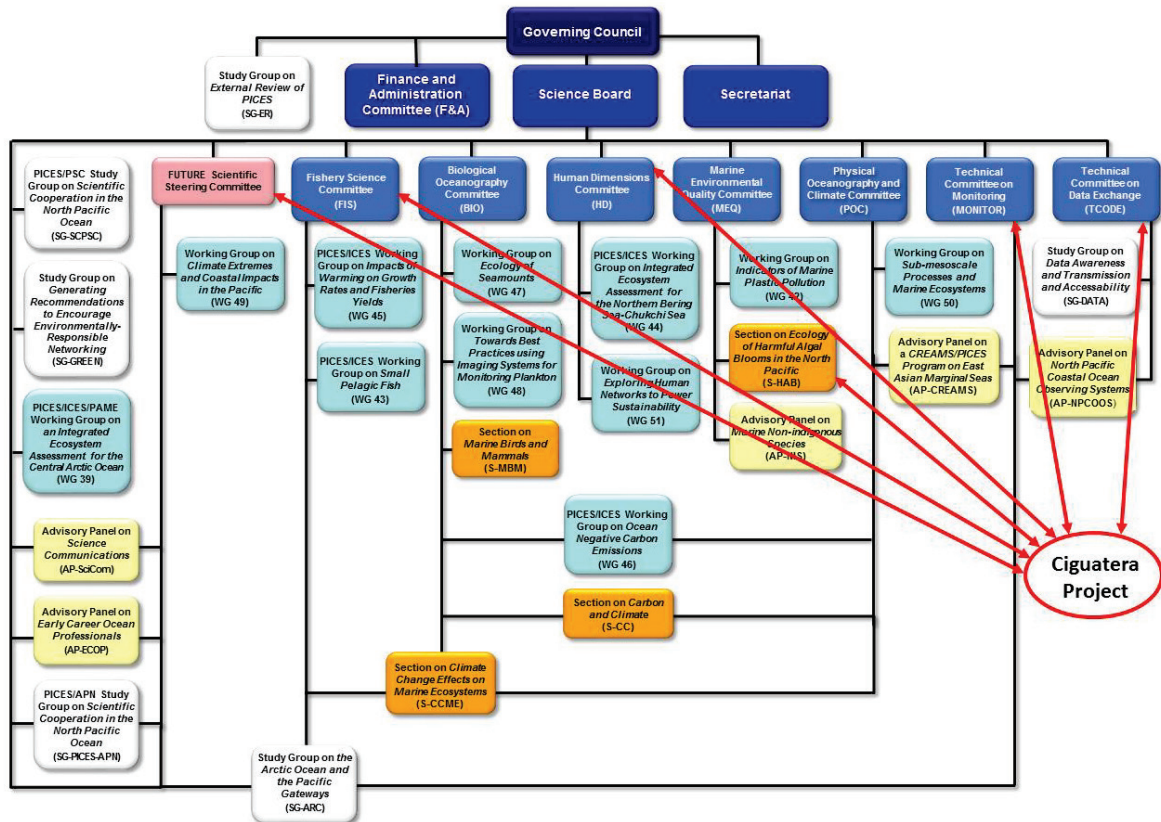 Governing Council
Study Group on
External Review of
PICES
(SG-ER)
Finance and
Administration
Committee (F&A)
Science Board
Secretariat
PICES/PSC Study
Group on Scientific
Cooperation in the
North Pacific
Ocean
(SG-SCPSC)
Study Group on
Generating
Recommendations
to Encourage
Environmentally-
Responsible
Networking
(SG-GREEN)
PICES/ICES/PAME
Working Group on
an Integrated
Ecosystem
Assessment for the
Central Arctic Ocean
(WG 39)
Advisory Panel on
Science
Communications
(AP-SciCom)
Advisory Panel on
Early Career Ocean
Professionals
(AP-ECOP)
PICES/APN Study
Group on Scientific
Cooperation in the
North Pacific
Ocean
(SG-PICES-APN)
FUTURE Scientific
Steering Committee
Working Group on
Climate Extremes
and Coastal Impacts
in the Pacific
(WG 49)
Fishery Science
Committee
(FIS)
PICES/ICES Working
Group on Impacts of
Warming on Growth
Rates and Fisheries
Yields
(WG 45)
PICES/ICES Working
Group on Small
Pelagic Fish
(WG 43)
Biological
Oceanography
Committee
(BIO)
Working Group on
Ecology of
Seamounts
(WG 47)
Working Group on
Towards Best
Practices using
Imaging Systems for
Monitoring Plankton
(WG 48)
Section on
Marine Birds and
Mammals
(S-MBM)
Human Dimensions
Committee
(HD)
PICES/ICES Working
Group on Integrated
Ecosystem
Assessment for
the Northern Bering
Sea-Chukchi Sea
(WG 44)
Working Group on
Exploring Human
Networks to Power
Sustainability
(WG 51)
Marine
Environmental
Quality Committee
(MEQ)
Working Group on
Indicators of Marine
Plastic Pollution
(WG 42)
Section on Ecology
of Harmful Algal
Blooms in the North
Pacific
(S-HAB)
Advisory Panel on
Marine Non-indigenous
Species
(AP-NIS)
Physical
Oceanography and
Climate Committee
(POC)
Working Group on
Sub-mesoscale
Processes and
Marine Ecosystems
(WG 50)
Advisory Panel on
a CREAMS/PICES
Program on East
Asian Marginal Seas
(AP-CREAMS)
Technical
Committee on
Monitoring
(MONITOR)
Technical
Committee on
Data Exchange
(TCODE)
Study Group on
Data Awareness
and Transmission
and Accessability
(SG-DATA)
Advisory Panel on
North Pacific
Coastal Ocean
Observing Systems
(AP-NPCOOS)
PICES/ICES Working
Group on Ocean
Negative Carbon
Emissions
(WG 46)
Section on Carbon
and Climate
(S-CC)
Section on Climate
Change Effects on
Marine Ecosystems
(S-CCME)
Study Group on the
Arctic Ocean and
the Pacific
Gateways
(SG-ARC)
Ciguatera
Project